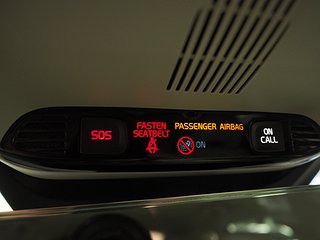 SOS
FASTEN
SEATBELT
PASSENGER AIRBAG
ON
ON
CALL